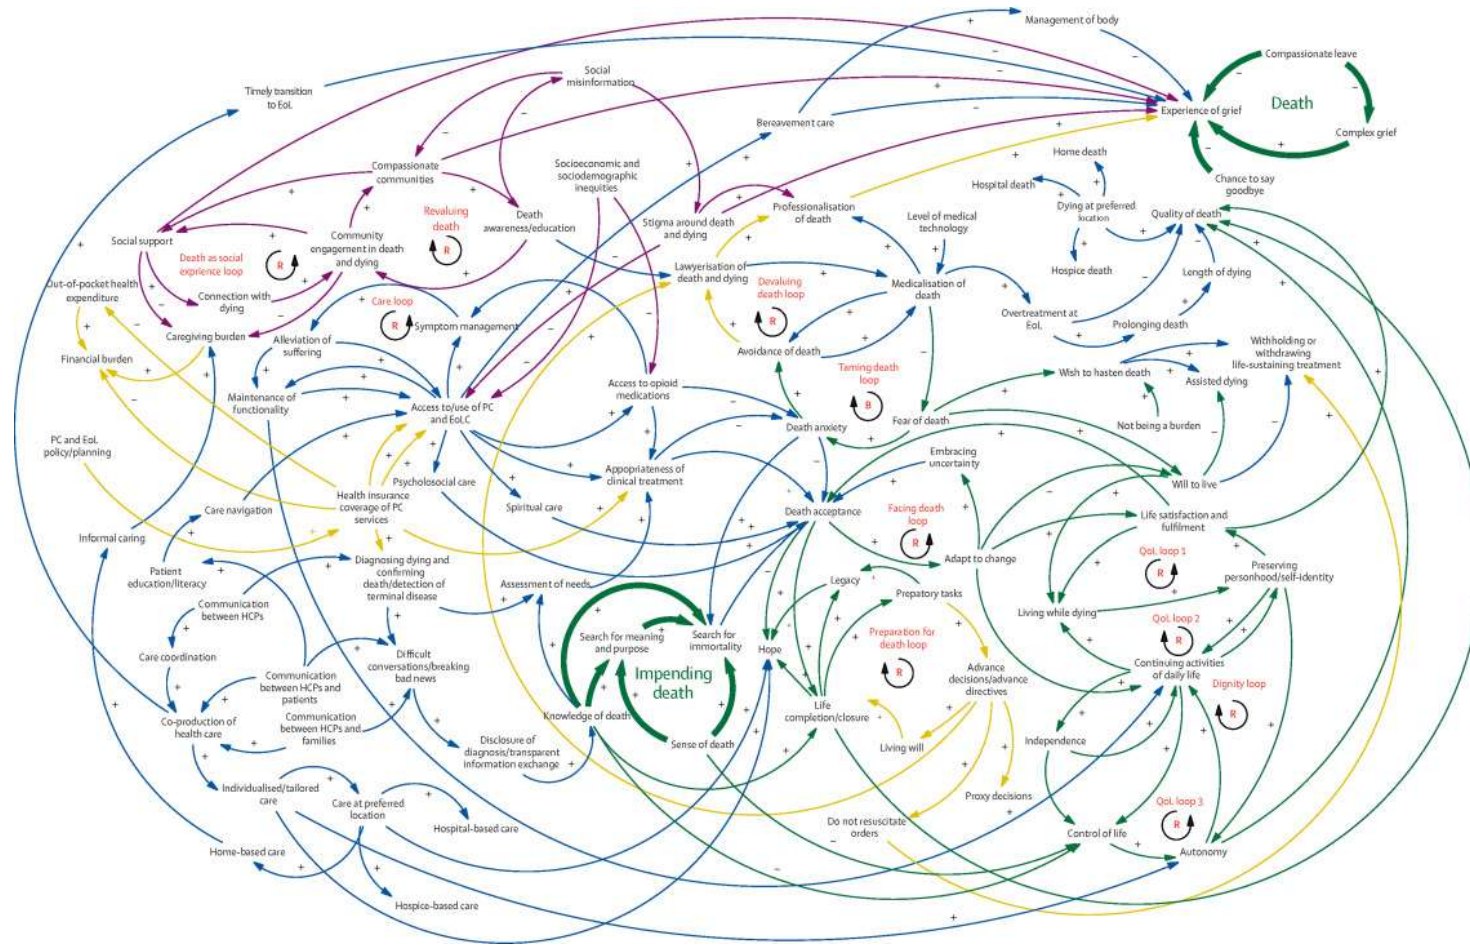 Management of body
Compassionate leave
Social
misinformation
Timely transition
to EoL
Death
Experience of grief
Bereavement care
Complex grief
Compassionate
communities
Socioeconomic and
sociodemographic
inequities
Home death
Hospital death
Chance to say
goodbye
Revaluing
death
Death
awareness/education
Stigma around death
and dying
Professionalisation
of death
Level of medical
technology
Dying at preferred
location
Quality of death
Social support
Death as social
exprience loop
R
Community
engagement in death
and dying
R
Lawyerisation of
death and dying
Hospice death
Length of dying
Out-of-pocket health
expenditure
Connection with
dying
Care loop
R
Symptom management
Devaluing
death loop
R
Medicalisation of
death
Overtreatment at
EoL
Prolonging death
Caregiving burden
Alleviation of
suffering
Financial burden
Avoidance of death
Withholding or
withdrawing
life-sustaining treatment
Taming death
loop
B
Wish to hasten death
Assisted dying
Maintenance of
functionality
Access to/use of PC
and EoLC
Access to opioid
medications
Death anxiety
Fear of death
Not being a burden
PC and EoL
policy/planning
Psycholosocial care
Appopriateness of
clinical treatment
Embracing
uncertainty
Will to live
Health insurance
coverage of PC
services
Care navigation
Spiritual care
Death acceptance
Facing death
loop
R
Life satisfaction and
fulfilment
Informal caring
Patient
education/literacy
Diagnosing dying and
confirming
death/detection of
terminal disease
Assessment of needs
Legacy
Adapt to change
QoL loop 1
R
Preserving
personhood/self-identity
Prepatory tasks
Communication
between HCPs
Living while dying
Care coordination
Search for meaning
and purpose
Search for
immortality
Hope
Preparation for
death loop
R
QoL loop 2
R
Difficult
conversations/breaking
bad news
Impending
death
Advance
decisions/advance
directives
Continuing activities
of daily life
Communication
between HCPs and
patients
Dignity loop
R
Co-production of
health care
Communication
between HCPs and
families
Knowledge of death
Life
completion/closure
Sense of death
Living will
Independence
Disclosure of
diagnosis/transparent
information exchange
Individualised/tailored
care
Care at preferred
location
Proxy decisions
QoL loop 3
R
Hospital-based care
Do not resuscitate
orders
Control of life
Home-based care
Autonomy
Hospice-based care